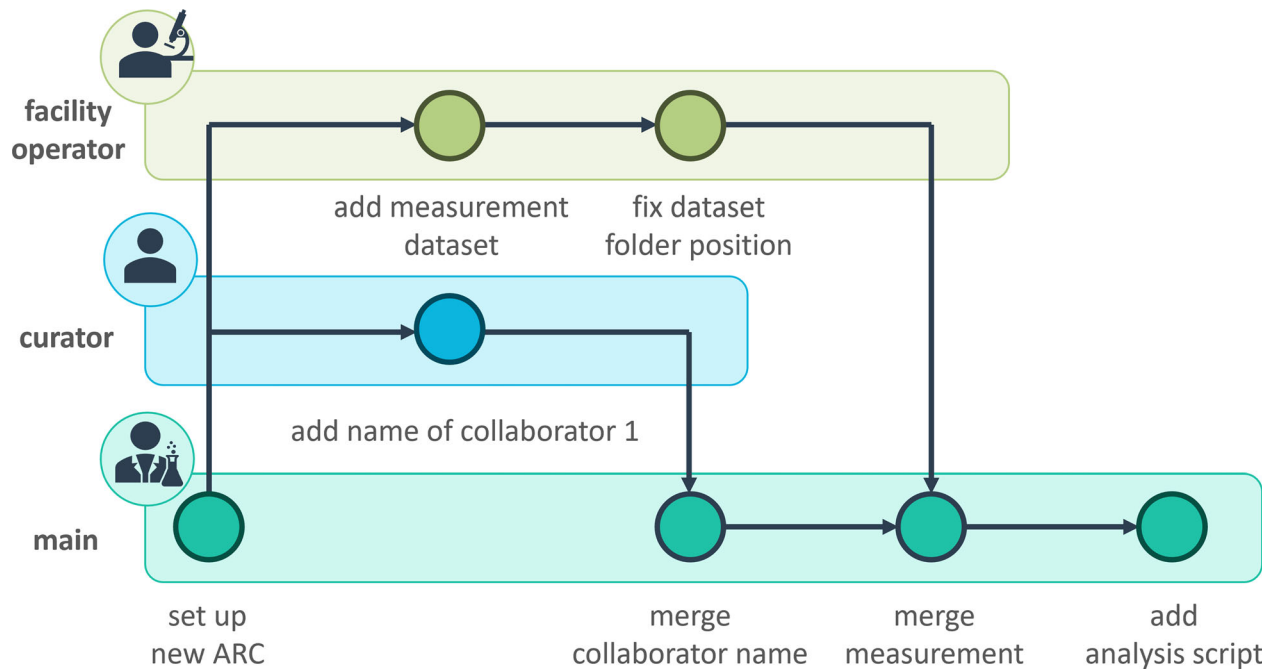 facility
operator
add measurement
dataset
fix dataset
folder position
curator
add name of collaborator 1
main
set up
new ARC
merge
collaborator name
merge
measurement
add
analysis script